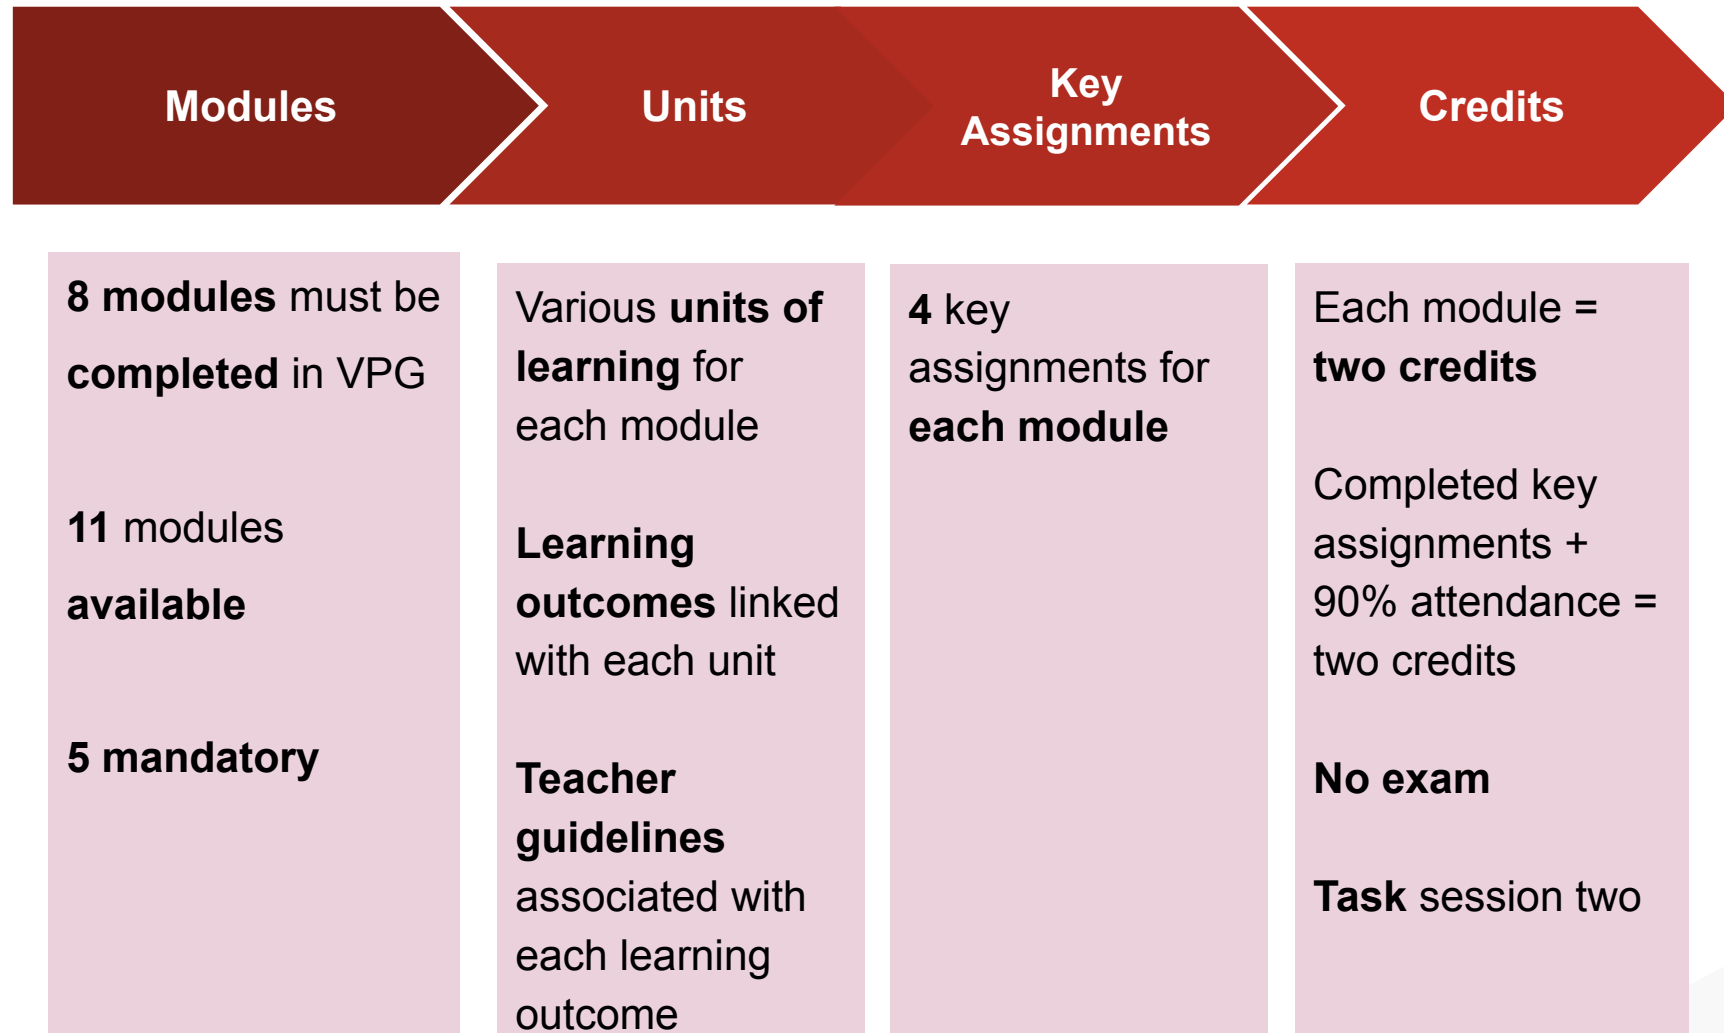 Modules
Units
Key
Assignments
Credits
8 modules must be
completed in VPG
11 modules
available
5 mandatory
Various units of
learning for
each module
Learning
outcomes linked
with each unit
Teacher
guidelines
associated with
each learning
outcome
4 key
assignments for
each module
Each module =
two credits
Completed key
assignments +
90% attendance =
two credits
No exam
Task session two